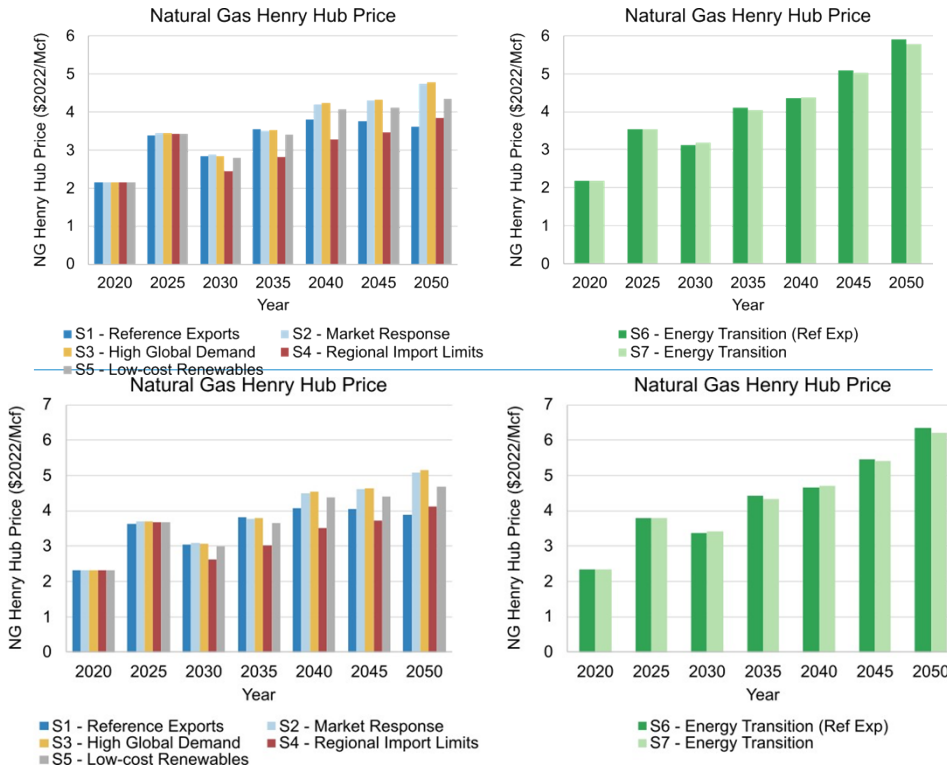 Natural Gas Henry Hub Price
NG Henry Hub Price ($2022/Mcf)
6
5
4
3
2
1
0
2020 2025 2030 2035 2040 2045 2050
Year
S1 - Reference Exports S2 - Market Response
S3 - High Global Demand S4 - Regional Import Limits
S5 - Low-cost Renewables
Natural Gas Henry Hub Price
NG Henry Hub Price ($2022/Mcf)
6
5
4
3
2
1
0
2020 2025 2030 2035 2040 2045 2050
Year
S6 - Energy Transition (Ref Exp)
S7 - Energy Transition
Natural Gas Henry Hub Price
NG Henry Hub Price ($2022/Mcf)
7
6
5
4
3
2
1
0
2020 2025 2030 2035 2040 2045 2050
Year
S1 - Reference Exports S2 - Market Response
S3 - High Global Demand S4 - Regional Import Limits
S5 - Low-cost Renewables
Natural Gas Henry Hub Price
NG Henry Hub Price ($2022/Mcf)
7
6
5
4
3
2
1
0
2020 2025 2030 2035 2040 2045 2050
Year
S6 - Energy Transition (Ref Exp)
S7 - Energy Transition